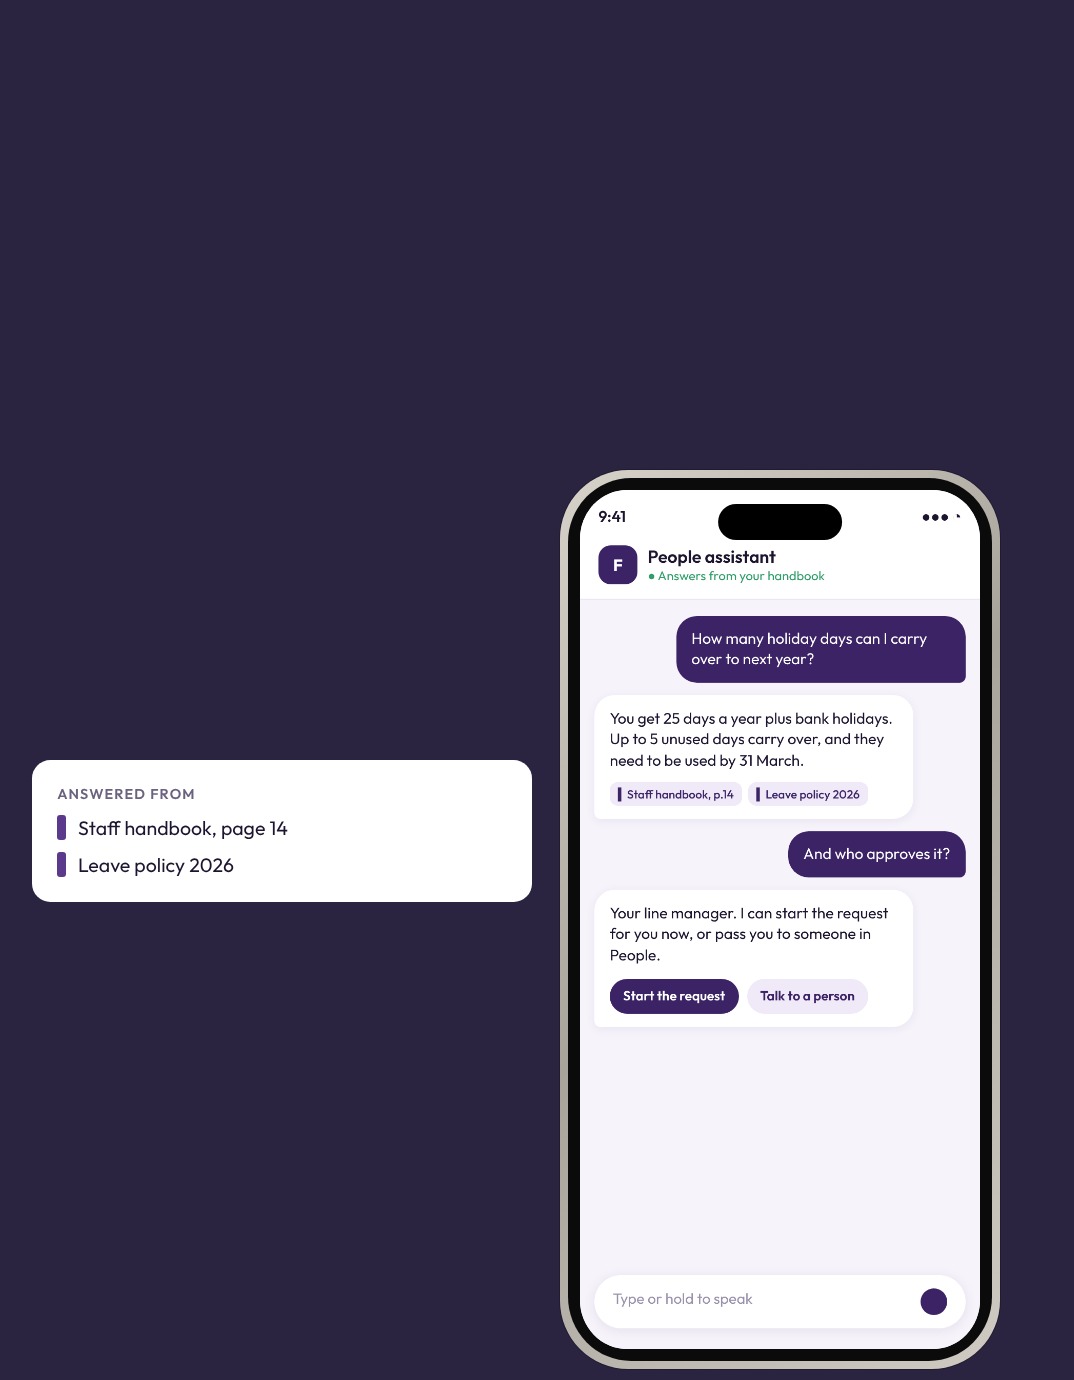 ANSWERED FROM
Staff handbook, page 14
Leave policy 2026
9:41
F
People assistant
Answers from your handbook
How many holiday days can I carry
over to next year?
You get 25 days a year plus bank holidays.
Up to 5 unused days carry over, and they
need to be used by 31 March.
Staff handbook, p.14
Leave policy 2026
And who approves it?
Your line manager. I can start the request
for you now, or pass you to someone in
People.
Start the request
Talk to a person
Type or hold to speak